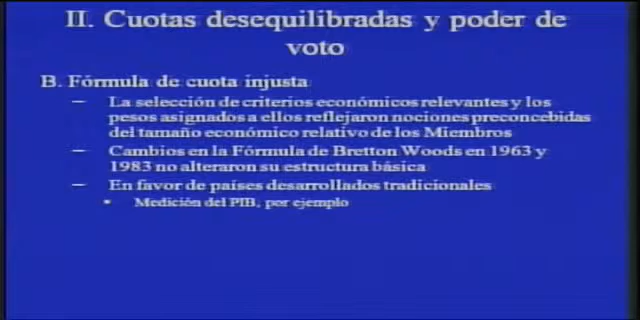 II. Cuotas desequilibradas y poder de
voto
B. Fórmula de cuota injusta
– La selección de criterios económicos relevantes y los
pesos asignados a ellos reflejaron nociones preconcebidas
del tamaño económico relativo de los Miembros
– Cambios en la Fórmula de Bretton Woods en 1963 y
1983 no alteraron su estructura básica
– En favor de países desarrollados tradicionales
• Medición del PIB, por ejemplo